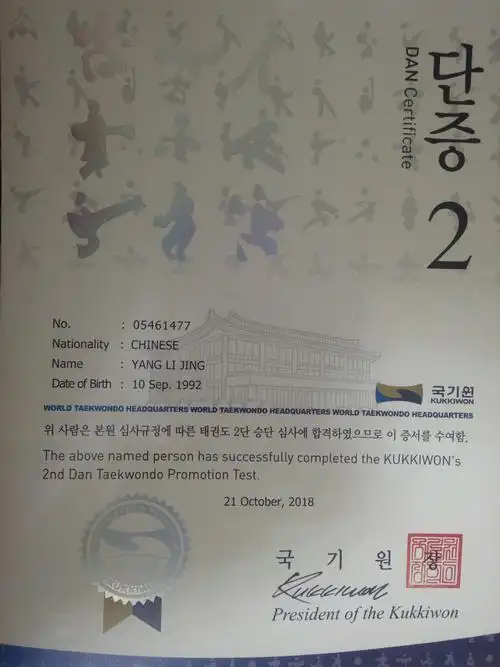 단증
DAN Certificate
2
No. : 05461477
Nationality : CHINESE
Name : YANG LI JING
Date of Birth : 10 Sep. 1992
국기원
KUKKIWON
WORLD TAEKWONDO HEADQUARTERS WORLD TAEKWONDO HEADQUARTERS WORLD TAEKWONDO HEADQUARTERS
위 사람은 본원 심사규정에 따른 태권도 2단 승단 심사에 합격하였으므로 이 증서를 수여함.
The above named person has successfully completed the KUKKIWON's
2nd Dan Taekwondo Promotion Test.
21 October, 2018
KUKKIWON
국 기 원 장
Kukkiwon
President of the Kukkiwon